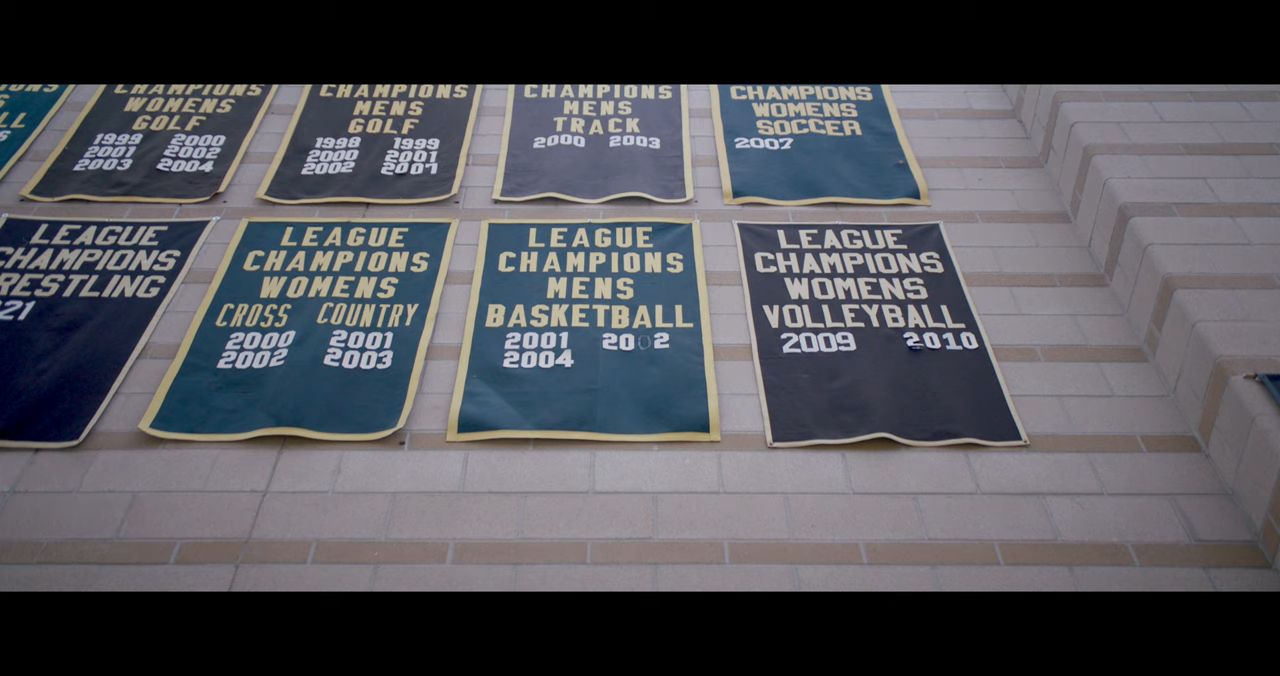 CHAMPIONS
WOMENS
GOLF
1999 2000
2001 2002
2003 2004
CHAMPIONS
MENS
GOLF
1998 1999
2000 2001
2002 2007
CHAMPIONS
MENS
TRACK
2000 2003
CHAMPIONS
WOMENS
SOCCER
2007
LEAGUE
CHAMPIONS
RESTLING
21
LEAGUE
CHAMPIONS
WOMENS
CROSS COUNTRY
2000 2001
2002 2003
LEAGUE
CHAMPIONS
MENS
BASKETBALL
2001 2002
2004
LEAGUE
CHAMPIONS
WOMENS
VOLLEYBALL
2009 2010